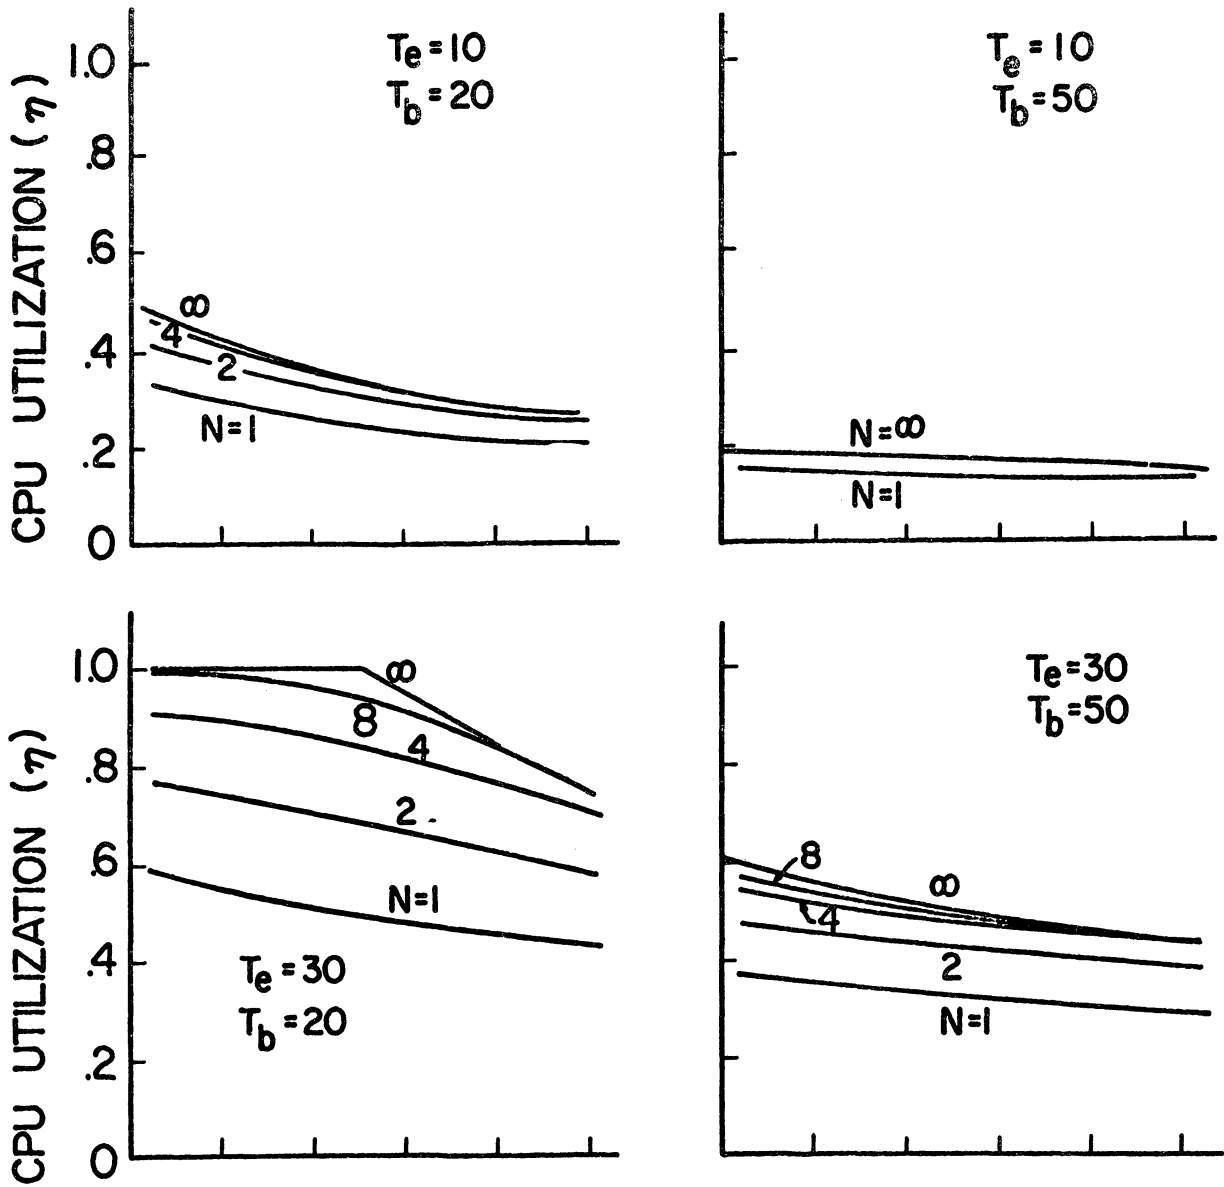 CPU UTILIZATION (η)
1.0
.8
.6
.4
.2
0
Te=10
Tb=20
∞
4
2
N=1
Te=10
Tb=50
N=∞
N=1
CPU UTILIZATION (η)
1.0
.8
.6
.4
.2
0
∞
8
4
2
N=1
Te=30
Tb=20
Te=30
Tb=50
8
∞
4
2
N=1